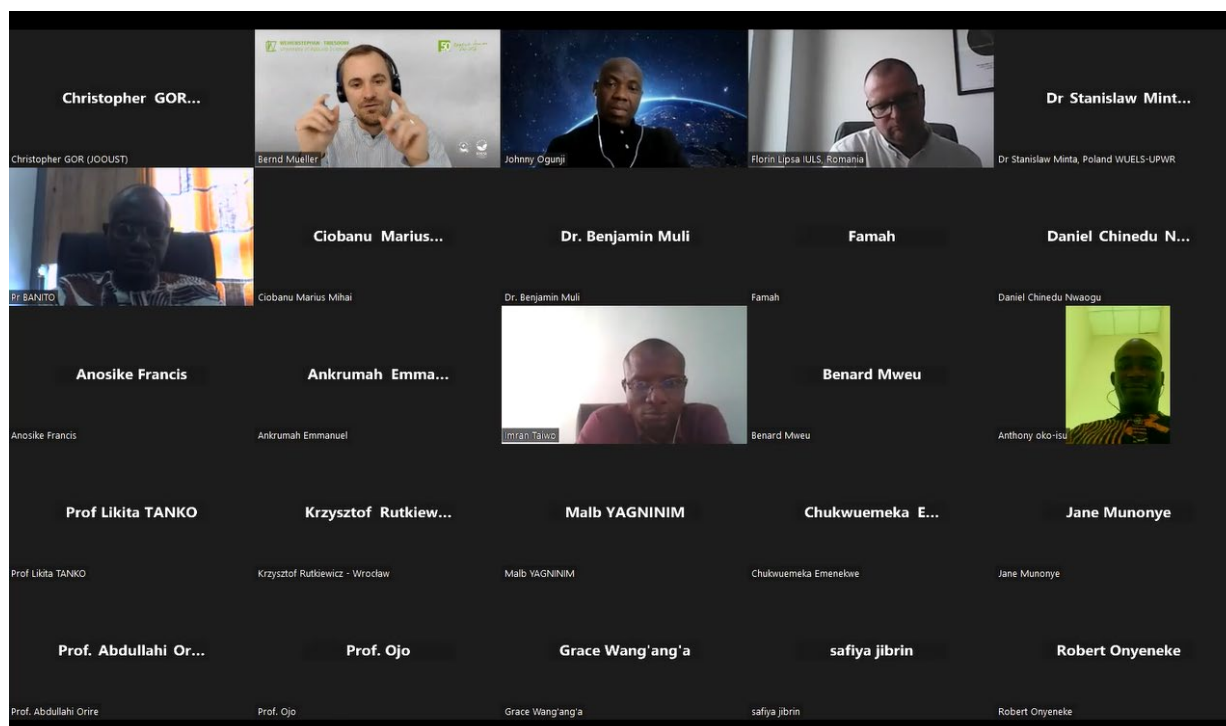 Christopher GOR...
Christopher GOR (JOOUST)
Bernd Mueller
Johnny Ogunji
Florin Lipsa IULS, Romania
Dr Stanislaw Mint...
Dr Stanislaw Minta, Poland WUELS-UPWR
Pr BANITO
Ciobanu Marius...
Ciobanu Marius Mihai
Dr. Benjamin Muli
Dr. Benjamin Muli
Famah
Famah
Daniel Chinedu N...
Daniel Chinedu Nwaogu
Anosike Francis
Anosike Francis
Ankrumah Emma...
Ankrumah Emmanuel
Imran Taiwo
Benard Mweu
Benard Mweu
Anthony oko-isu
Prof Likita TANKO
Prof Likita TANKO
Krzysztof Rutkiew...
Krzysztof Rutkiewicz - Wrocław
Malb YAGNINIM
Malb YAGNINIM
Chukwuemeka E...
Chukwuemeka Emenekwe
Jane Munonye
Jane Munonye
Prof. Abdullahi Or...
Prof. Abdullahi Orire
Prof. Ojo
Prof. Ojo
Grace Wang'ang'a
Grace Wang'ang'a
safiya jibrin
safiya jibrin
Robert Onyeneke
Robert Onyeneke